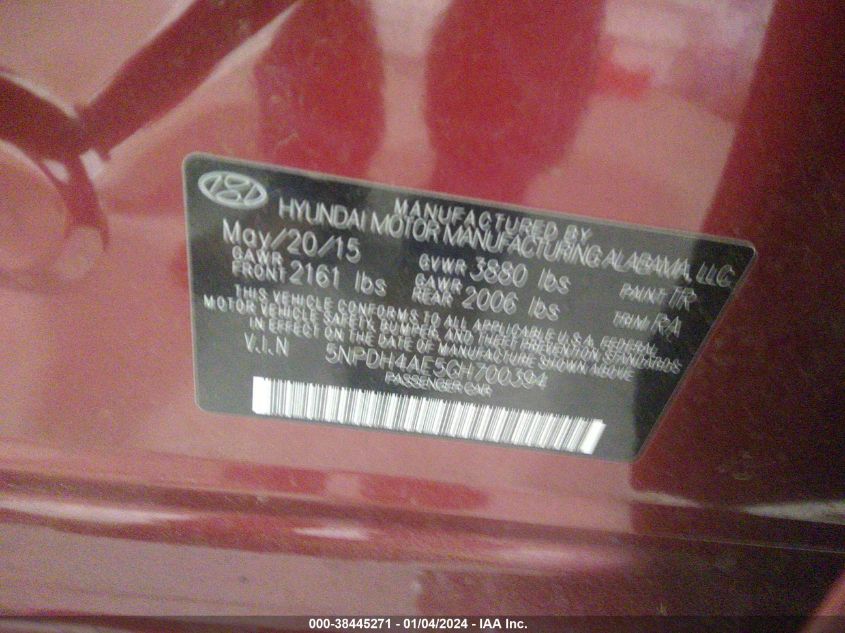 MANUFACTURED BY
HYUNDAI MOTOR MANUFACTURING ALABAMA, LLC
May/20/15 GVWR 3880 lbs PAINT TR
GAWR FRONT 2161 lbs GAWR REAR 2006 lbs TRIM RA
THIS VEHICLE CONFORMS TO ALL APPLICABLE U.S.A. FEDERAL
MOTOR VEHICLE SAFETY, BUMPER, AND THEFT PREVENTION STANDARDS
IN EFFECT ON THE DATE OF MANUFACTURE SHOWN ABOVE
V.I.N 5NPDH4AE5GH700394
PASSENGER CAR
000-38445271 - 01/04/2024 - IAA Inc.